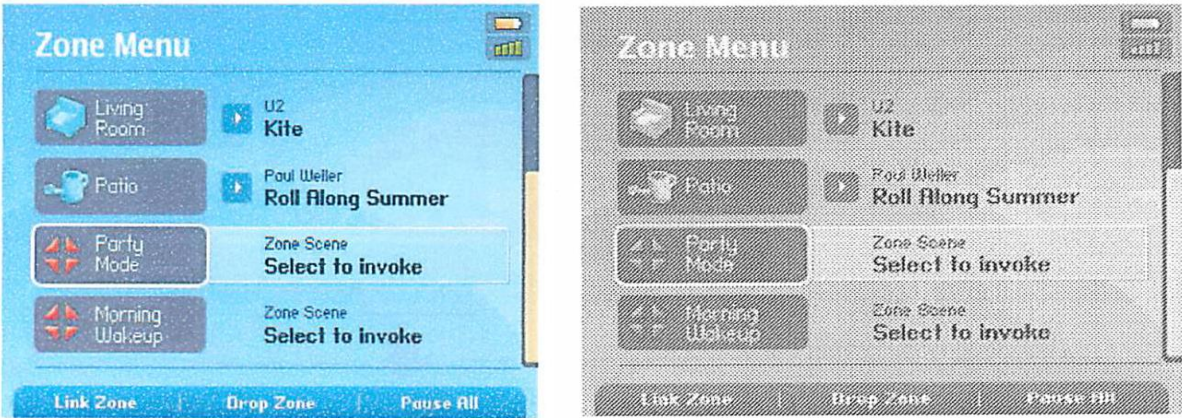 Zone Menu
Living
Room
U2
Kite
Patio
Paul Weller
Roll Along Summer
Party
Mode
Zone Scene
Select to invoke
Morning
Wakeup
Zone Scene
Select to invoke
Link Zone
Drop Zone
Pause All
Zone Menu
Living
Room
U2
Kite
Patio
Paul Weller
Roll Along Summer
Party
Mode
Zone Scene
Select to invoke
Morning
Wakeup
Zone Scene
Select to invoke
Link Zone
Drop Zone
Pause All